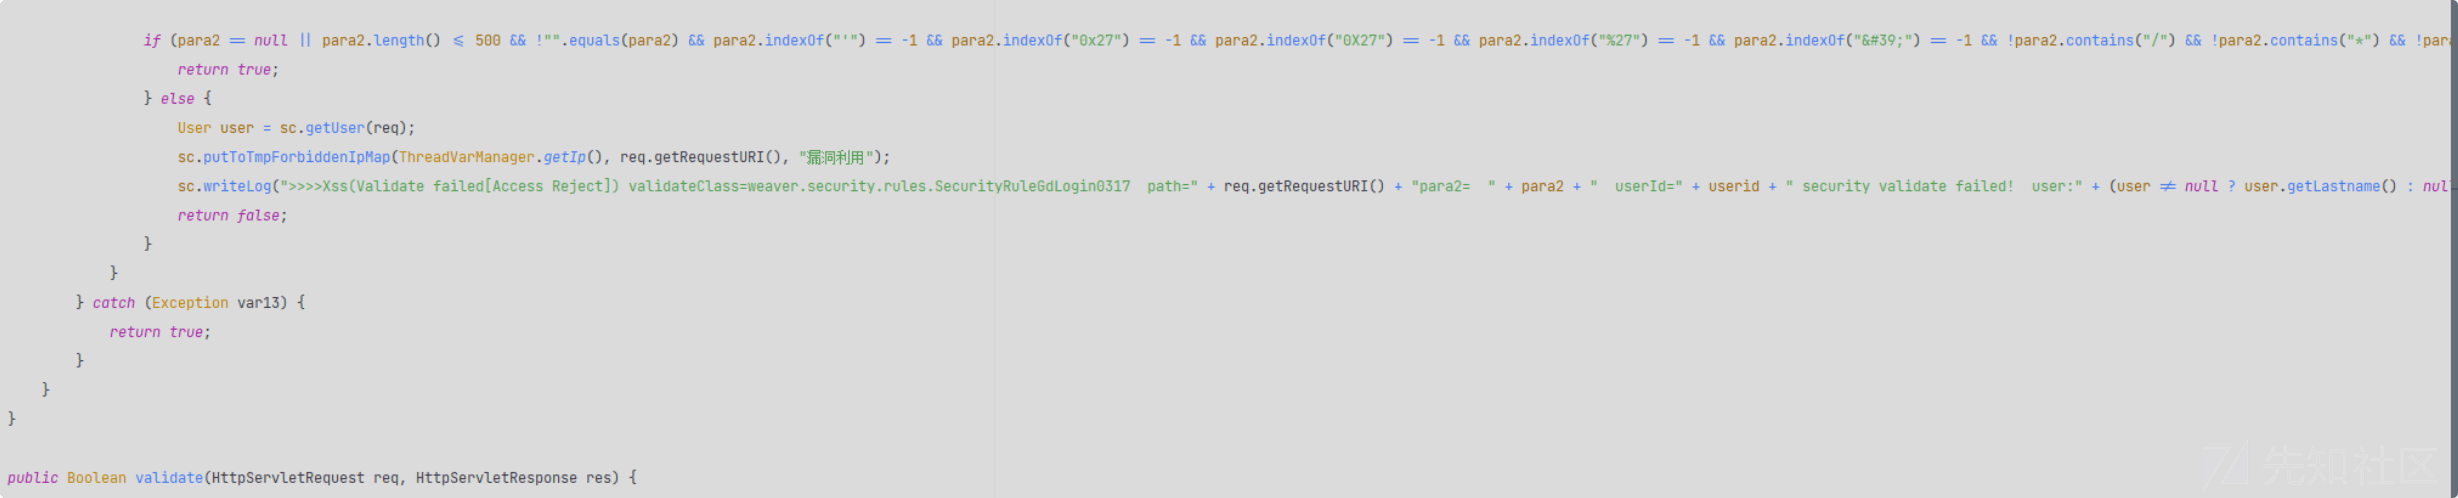 if (para2 == null || para2.length() <= 500 && !"".equals(para2) && para2.indexOf("'") == -1 && para2.indexOf("0x27") == -1 && para2.indexOf("0X27") == -1 && para2.indexOf("%27") == -1 && para2.indexOf("&#39;") == -1 && !para2.contains("/") && !para2.contains("*") && !par
return true;
} else {
User user = sc.getUser(req);
sc.putToTmpForbiddenIpMap(ThreadVarManager.getIp(), req.getRequestURI(), "漏洞利用");
sc.writeLog(">>>>Xss(Validate failed[Access Reject]) validateClass=weaver.security.rules.SecurityRuleGdLogin0317  path=" + req.getRequestURI() + "para2=  " + para2 + "  userId=" + userid + " security validate failed!  user:" + (user != null ? user.getLastname() : nul
return false;
}
}
} catch (Exception var13) {
return true;
}
}
}
public Boolean validate(HttpServletRequest req, HttpServletResponse res) {
先知社区